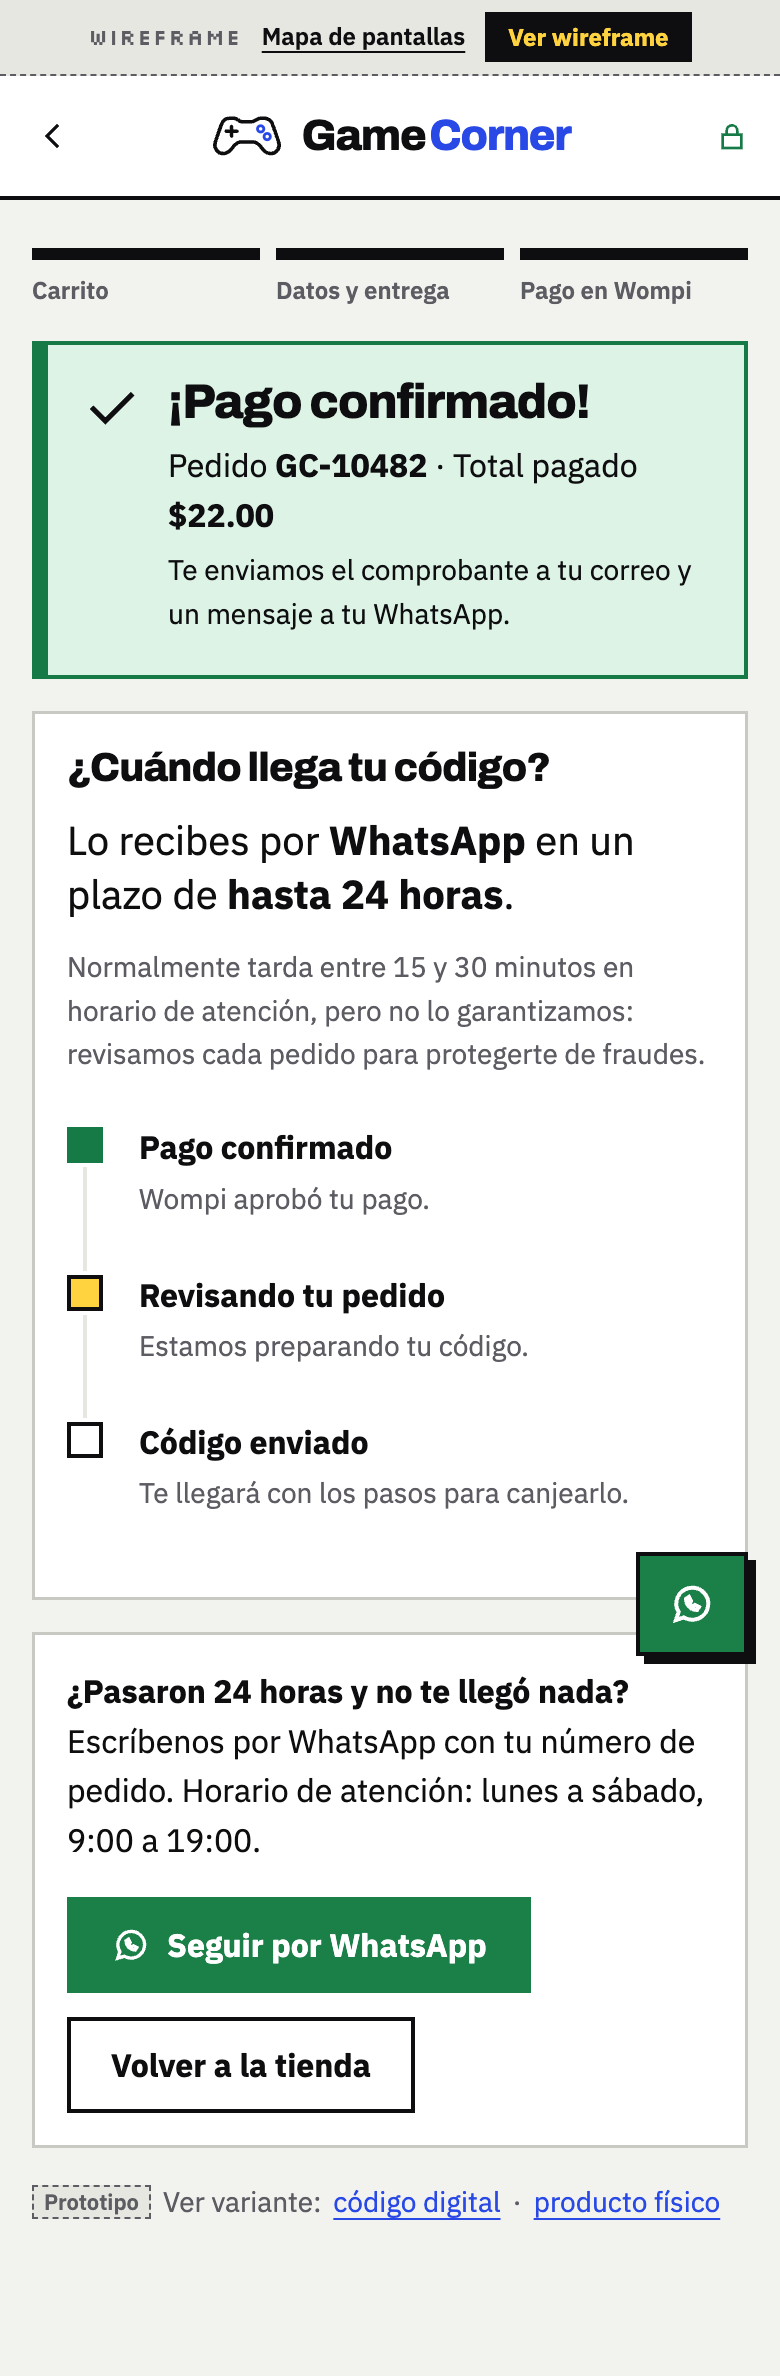 WIREFRAME Mapa de pantallas Ver wireframe
GameCorner
Carrito Datos y entrega Pago en Wompi
¡Pago confirmado!
Pedido GC-10482 · Total pagado
$22.00
Te enviamos el comprobante a tu correo y
un mensaje a tu WhatsApp.
¿Cuándo llega tu código?
Lo recibes por WhatsApp en un
plazo de hasta 24 horas.
Normalmente tarda entre 15 y 30 minutos en
horario de atención, pero no lo garantizamos:
revisamos cada pedido para protegerte de fraudes.
Pago confirmado
Wompi aprobó tu pago.
Revisando tu pedido
Estamos preparando tu código.
Código enviado
Te llegará con los pasos para canjearlo.
¿Pasaron 24 horas y no te llegó nada?
Escríbenos por WhatsApp con tu número de
pedido. Horario de atención: lunes a sábado,
9:00 a 19:00.
Seguir por WhatsApp
Volver a la tienda
Prototipo Ver variante: código digital · producto físico